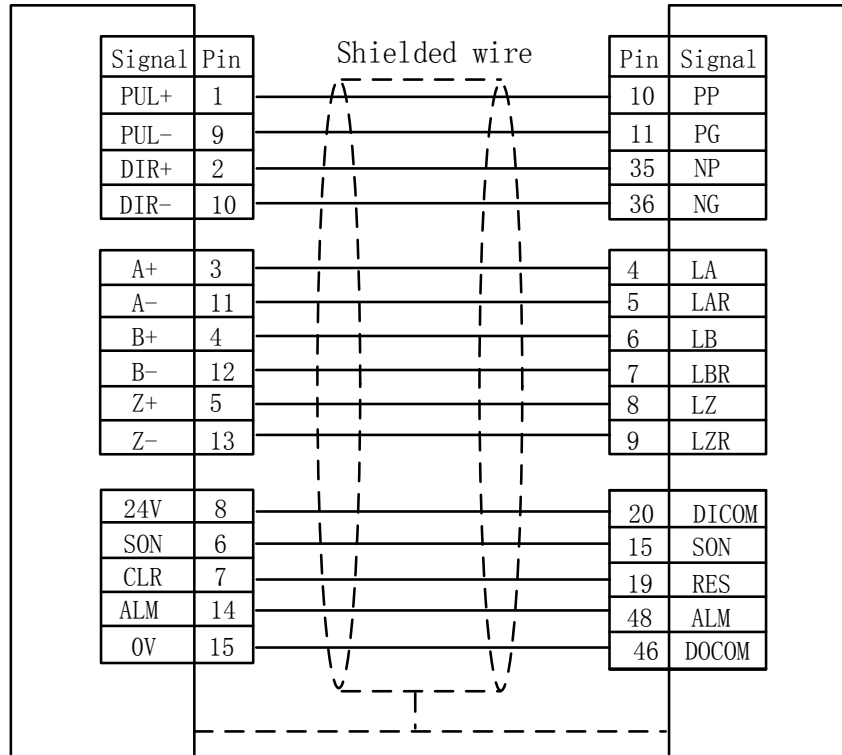 Shielded wire
Signal Pin Pin Signal
PUL+ 1 10 PP
PUL- 9 11 PG
DIR+ 2 35 NP
DIR- 10 36 NG
A+ 3 4 LA
A- 11 5 LAR
B+ 4 6 LB
B- 12 7 LBR
Z+ 5 8 LZ
Z- 13 9 LZR
24V 8 20 DICOM
SON 6 15 SON
CLR 7 19 RES
ALM 14 48 ALM
0V 15 46 DOCOM